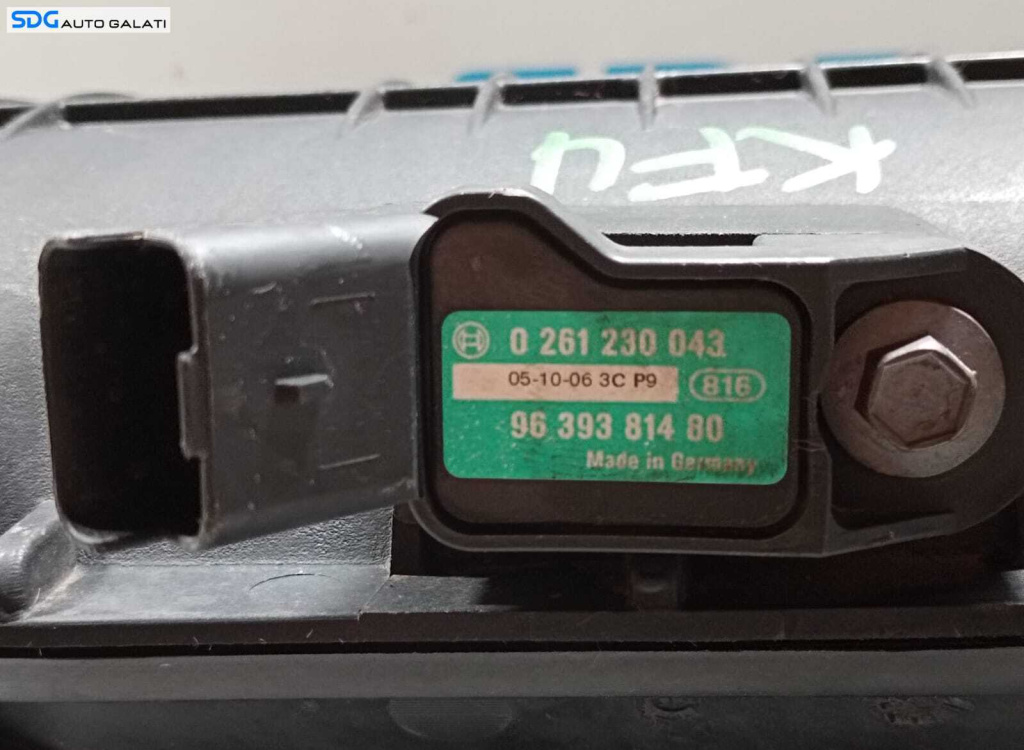 SDG AUTO GALATI
KFU
0 261 230 043
05-10-06 3C P9
816
96 393 814 80
Made in Germany